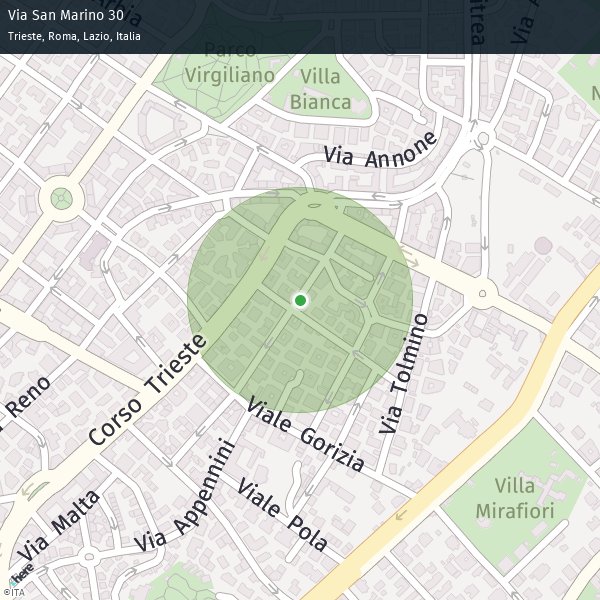 Via San Marino 30
Trieste, Roma, Lazio, Italia
Parco
Virgiliano
Villa
Bianca
Via Annone
Corso Trieste
Reno
Via Tolmino
Viale Gorizia
Via Appennini
Viale Pola
Via Malta
Villa
Mirafiori
here
©ITA